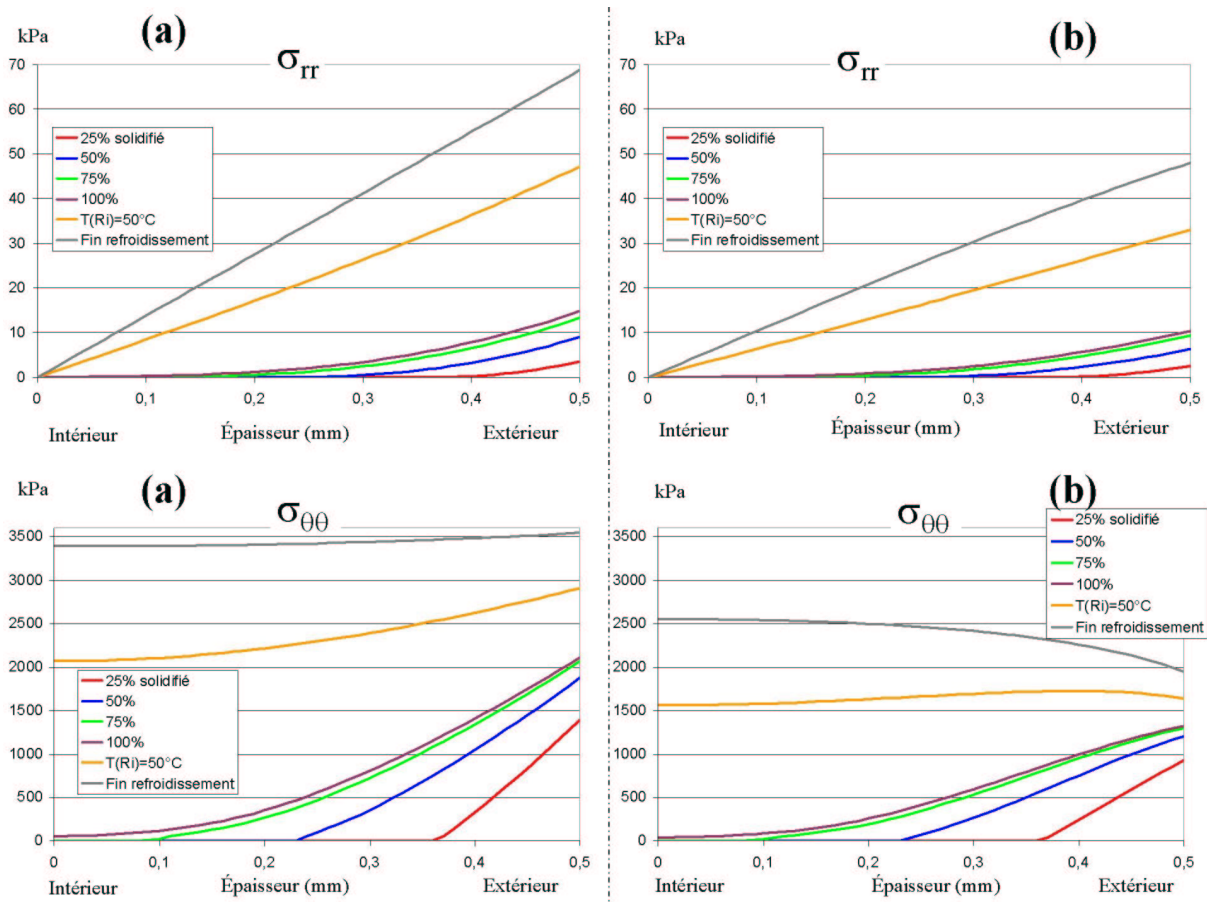 (a)
kPa
σrr
70
60
50
40
30
20
10
0
25% solidifié
50%
75%
100%
T(Ri)=50°C
Fin refroidissement
0 0,1 0,2 0,3 0,4 0,5
Intérieur Épaisseur (mm) Extérieur
(b)
kPa
σrr
70
60
50
40
30
20
10
0
25% solidifié
50%
75%
100%
T(Ri)=50°C
Fin refroidissement
0 0,1 0,2 0,3 0,4 0,5
Intérieur Épaisseur (mm) Extérieur
(a)
kPa
σθθ
3500
3000
2500
2000
1500
1000
500
0
25% solidifié
50%
75%
100%
T(Ri)=50°C
Fin refroidissement
0 0,1 0,2 0,3 0,4 0,5
Intérieur Épaisseur (mm) Extérieur
(b)
kPa
σθθ
3500
3000
2500
2000
1500
1000
500
0
25% solidifié
50%
75%
100%
T(Ri)=50°C
Fin refroidissement
0 0,1 0,2 0,3 0,4 0,5
Intérieur Épaisseur (mm) Extérieur